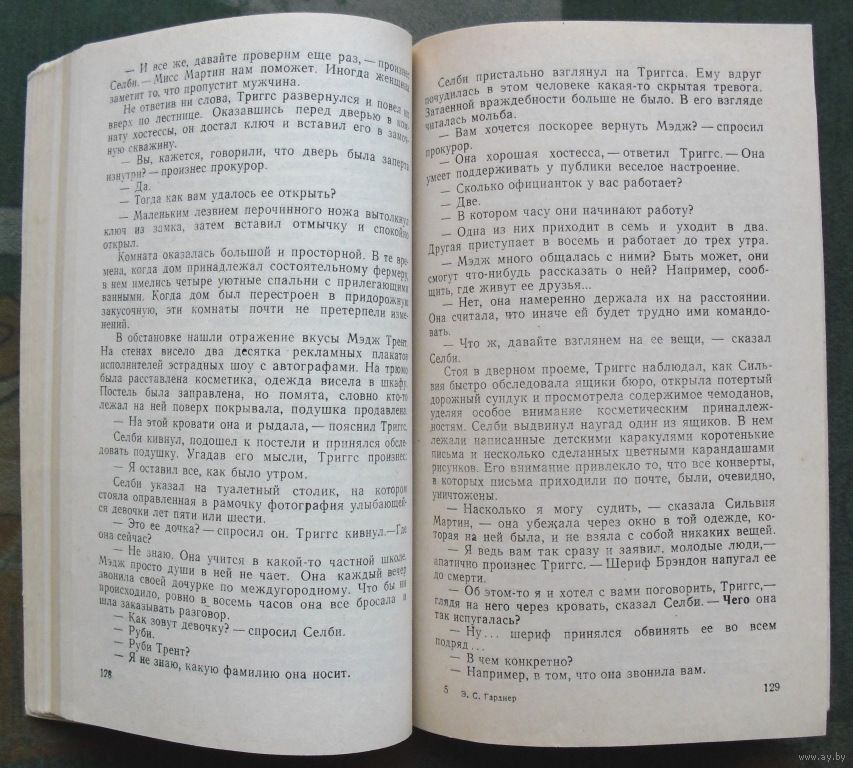 — И все же, давайте проверим еще раз, — произнес
Селби. — Мисс Мартин нам поможет. Иногда женщина
заметит то, что пропустит мужчина.
Не ответив ни слова, Триггс развернулся и повел их
вверх по лестнице. Оказавшись перед дверью в ком-
нату хостессы, он достал ключ и вставил его в замоч-
ную скважину.
— Вы, кажется, говорили, что дверь была заперта
изнутри? — произнес прокурор.
— Да.
— Тогда как вам удалось ее открыть?
— Маленьким лезвием перочинного ножа вытолкнул
ключ из замка, затем вставил отмычку и спокойно
открыл.
Комната оказалась большой и просторной. В те вре-
мена, когда дом принадлежал состоятельному фермеру,
в нем имелись четыре уютные спальни с прилегающими
ванными. Когда дом был перестроен в придорожную
закусочную, эти комнаты почти не претерпели изме-
нений.
В обстановке нашли отражение вкусы Мэдж Трент.
На стенах висело два десятка рекламных плакатов
исполнителей эстрадных шоу с автографами. На трюмо
была расставлена косметика, одежда висела в шкафу.
Постель была заправлена, но помята, словно кто-то
лежал на ней поверх покрывала, подушка продавлена.
— На этой кровати она и рыдала, — пояснил Триггс.
Селби кивнул, подошел к постели и принялся обсле-
довать подушку. Угадав его мысли, Триггс произнес:
— Я оставил все, как было утром.
Селби указал на туалетный столик, на котором
стояла оправленная в рамочку фотография улыбающей-
ся девочки лет пяти или шести.
— Это ее дочка? — спросил он. Триггс кивнул. — Где
она сейчас?
— Не знаю. Она учится в какой-то частной школе.
Мэдж просто души в ней не чает. Она каждый вечер
звонила своей дочурке по междугородному. Что бы ни
происходило, ровно в восемь часов она все бросала и
шла заказывать разговор.
— Как зовут девочку? — спросил Селби.
— Руби.
— Руби Трент?
— Я не знаю, какую фамилию она носит.
128
Селби пристально взглянул на Триггса. Ему вдруг
почудилась в этом человеке какая-то скрытая тревога.
Затаенной враждебности больше не было. В его взгляде
читалась мольба.
— Вам хочется поскорее вернуть Мэдж? — спросил
прокурор.
— Она хорошая хостесса, — ответил Триггс. — Она
умеет поддерживать у публики веселое настроение.
— Сколько официанток у вас работает?
— Две.
— В котором часу они начинают работу?
— Одна из них приходит в семь и уходит в два.
Другая приступает в восемь и работает до трех утра.
— Мэдж много общалась с ними? Быть может, они
смогут что-нибудь рассказать о ней? Например, сооб-
щить, где живут ее друзья...
— Нет, она намеренно держала их на расстоянии.
Она считала, что иначе ей будет трудно ими командо-
вать.
— Что ж, давайте взглянем на ее вещи, — сказал
Селби.
Стоя в дверном проеме, Триггс наблюдал, как Силь-
вия быстро обследовала ящики бюро, открыла потертый
дорожный сундук и просмотрела содержимое чемоданов,
уделяя особое внимание косметическим принадлеж-
ностям. Селби выдвинул наугад один из ящиков. В нем
лежали написанные детскими каракулями коротенькие
письма и несколько сделанных цветными карандашами
рисунков. Его внимание привлекло то, что все конверты,
в которых письма приходили по почте, были, очевидно,
уничтожены.
— Насколько я могу судить, — сказала Сильвия
Мартин, — она убежала через окно в той одежде, ко-
торая на ней была, и не взяла с собой никаких вещей.
— Я ведь вам так сразу и заявил, молодые люди, —
апатично произнес Триггс. — Шериф Брэндон напугал ее
до смерти.
— Об этом-то я и хотел с вами поговорить, Триггс, —
глядя на него через кровать, сказал Селби. — Чего она
так испугалась?
— Ну... шериф принялся обвинять ее во всем
подряд...
— В чем конкретно?
— Например, в том, что она звонила вам.
5 Э. С. Гарднер
129
www.ay.by